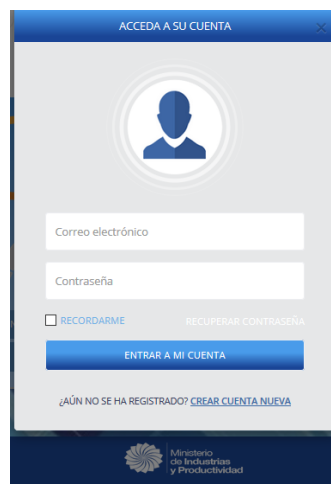 ACCEDA A SU CUENTA
Correo electrónico
Contraseña
RECORDARME RECUPERAR CONTRASEÑA
ENTRAR A MI CUENTA
¿AÚN NO SE HA REGISTRADO? CREAR CUENTA NUEVA
Ministerio
de Industrias
y Productividad